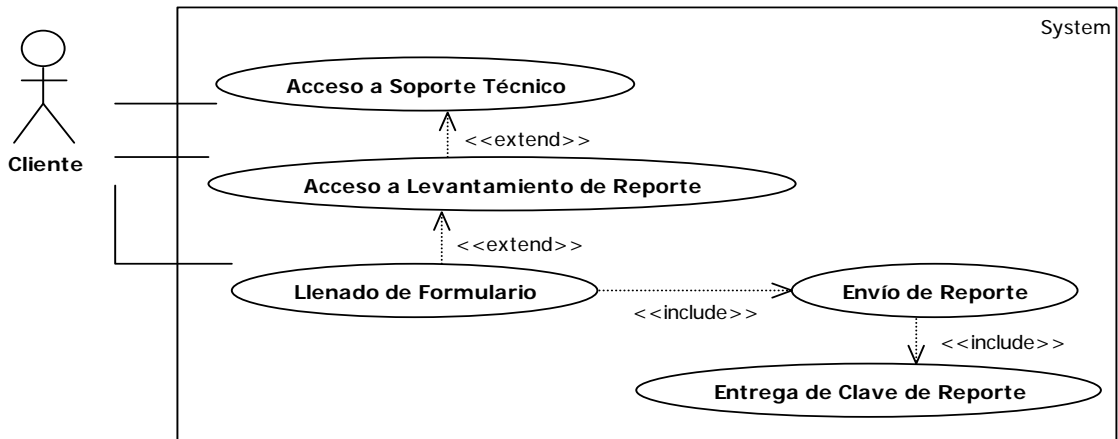 System
Acceso a Soporte Técnico
<<extend>>
Cliente
Acceso a Levantamiento de Reporte
<<extend>>
Llenado de Formulario
Envío de Reporte
<<include>>
<<include>>
Entrega de Clave de Reporte